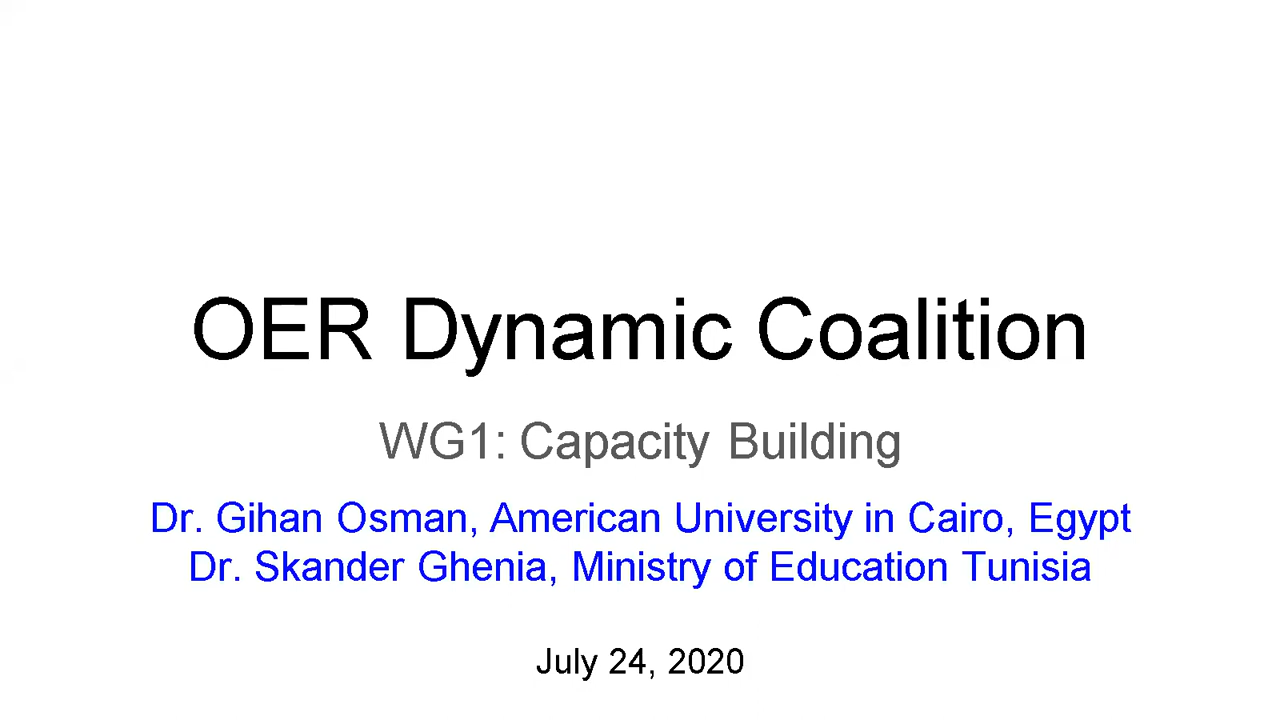 OER Dynamic Coalition
WG1: Capacity Building
Dr. Gihan Osman, American University in Cairo, Egypt
Dr. Skander Ghenia, Ministry of Education Tunisia
July 24, 2020